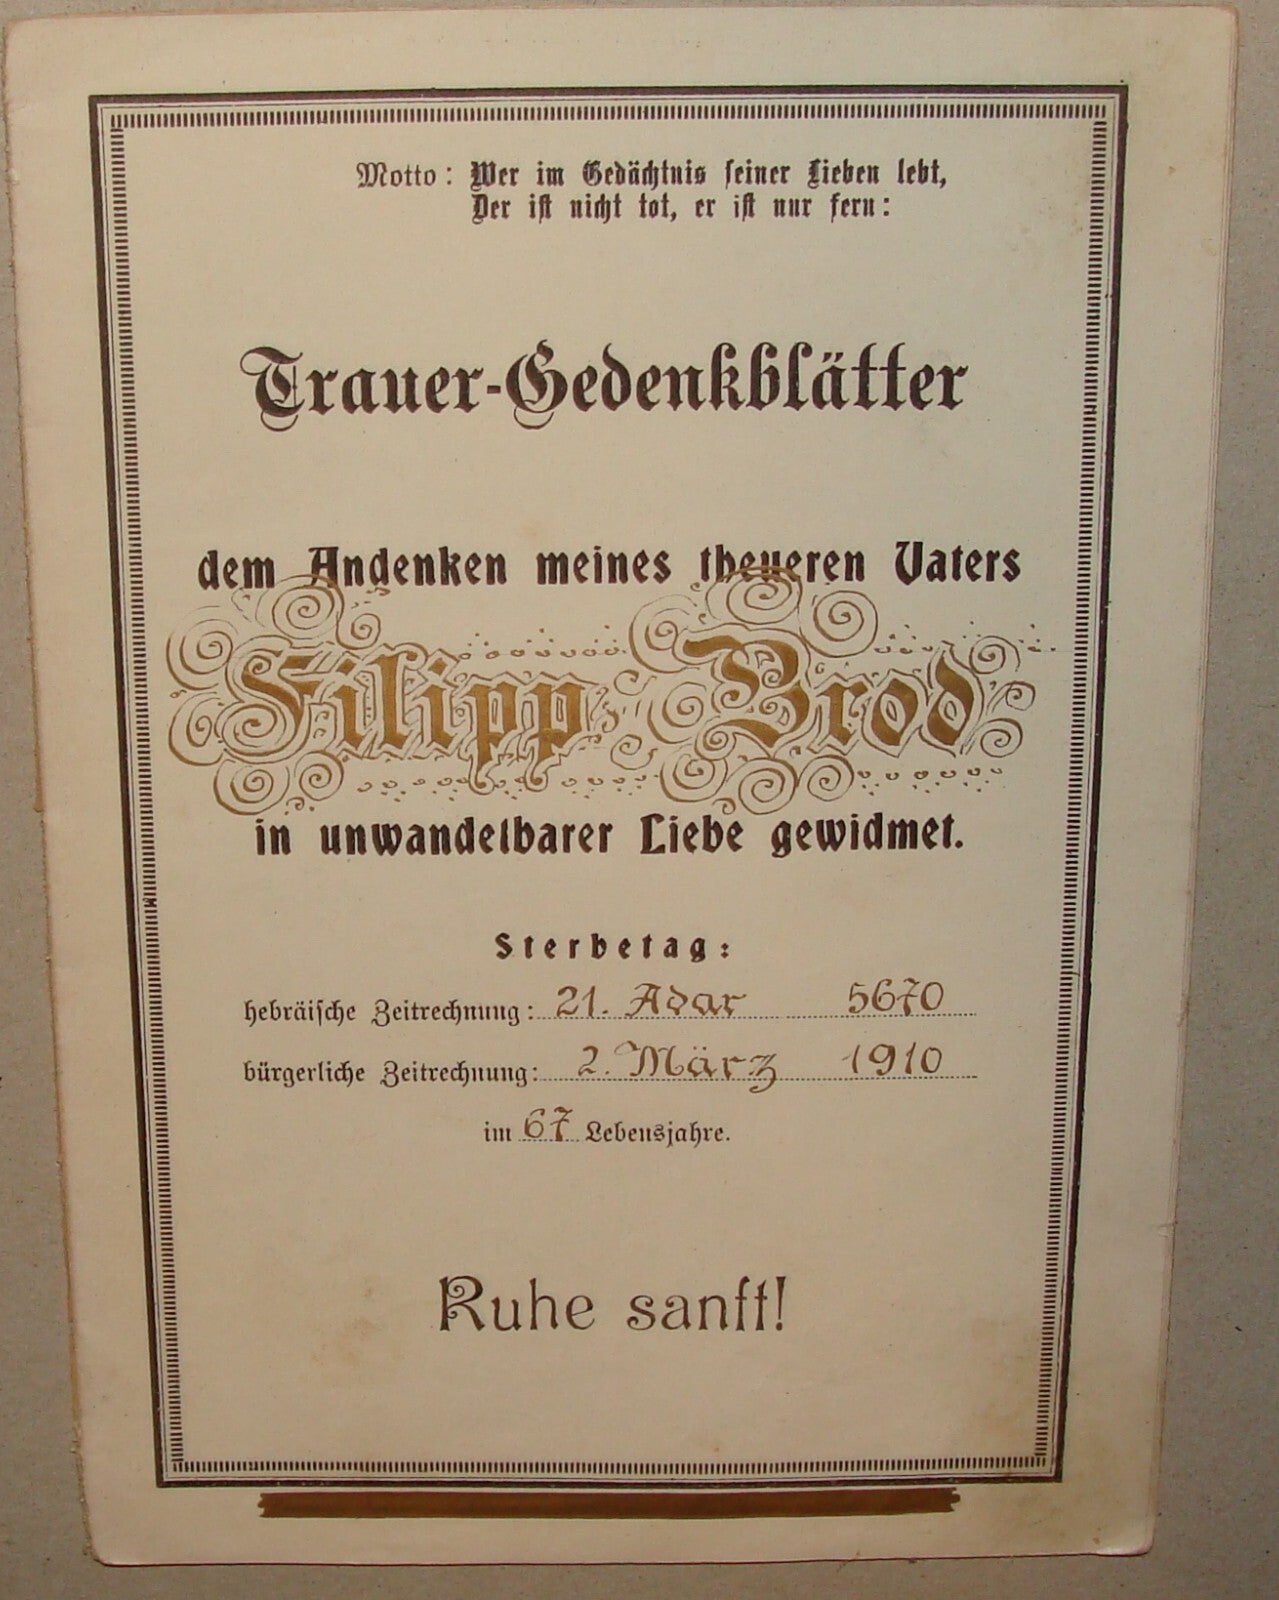 Motto: Wer im Gedächtnis seiner Lieben lebt,
Der ist nicht tot, er ist nur fern:
Trauer-Gedenkblätter
dem Andenken meines theueren Vaters
Filipp Brod
in unwandelbarer Liebe gewidmet.
Sterbetag:
hebräische Zeitrechnung: 21. Adar 5670
bürgerliche Zeitrechnung: 2. März 1910
im 67 Lebensjahre.
Ruhe sanft!